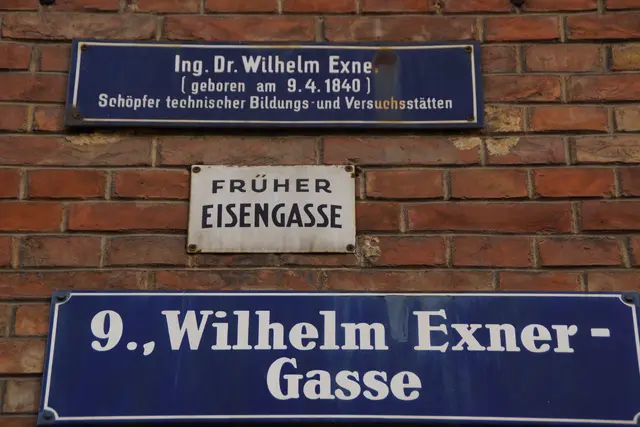 Ing. Dr. Wilhelm Exne
( geboren am 9.4.1840 )
Schöpfer technischer Bildungs- und Versuchsstätten
FRÜHER
EISENGASSE
9., Wilhelm Exner-
Gasse